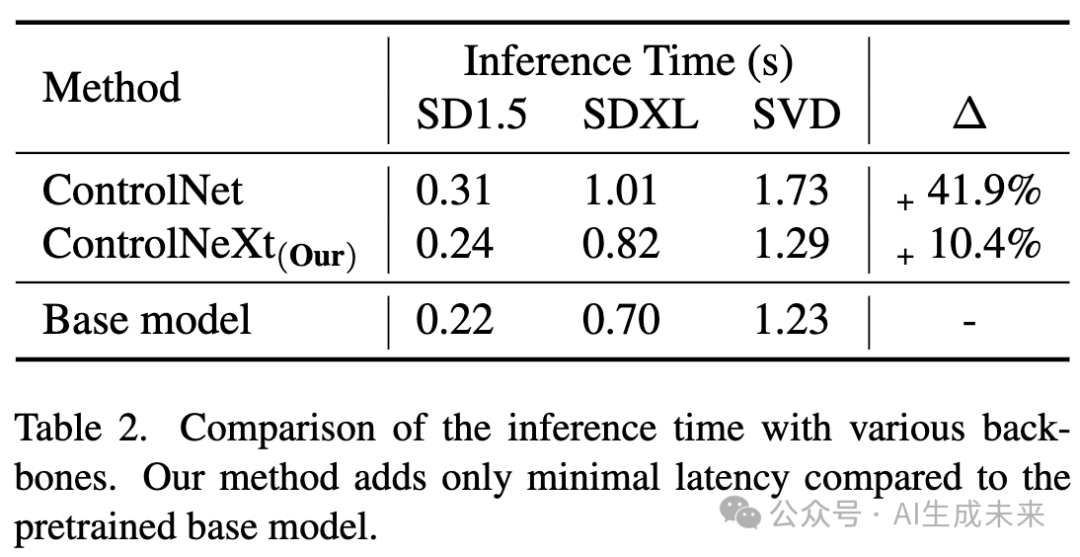 Method Inference Time (s) Δ
SD1.5 SDXL SVD
ControlNet 0.31 1.01 1.73 + 41.9%
ControlNeXt(Our) 0.24 0.82 1.29 + 10.4%
Base model 0.22 0.70 1.23 -
Table 2. Comparison of the inference time with various back-
bones. Our method adds only minimal latency compared to the
pretrained base model.
公众号·AI生成未来